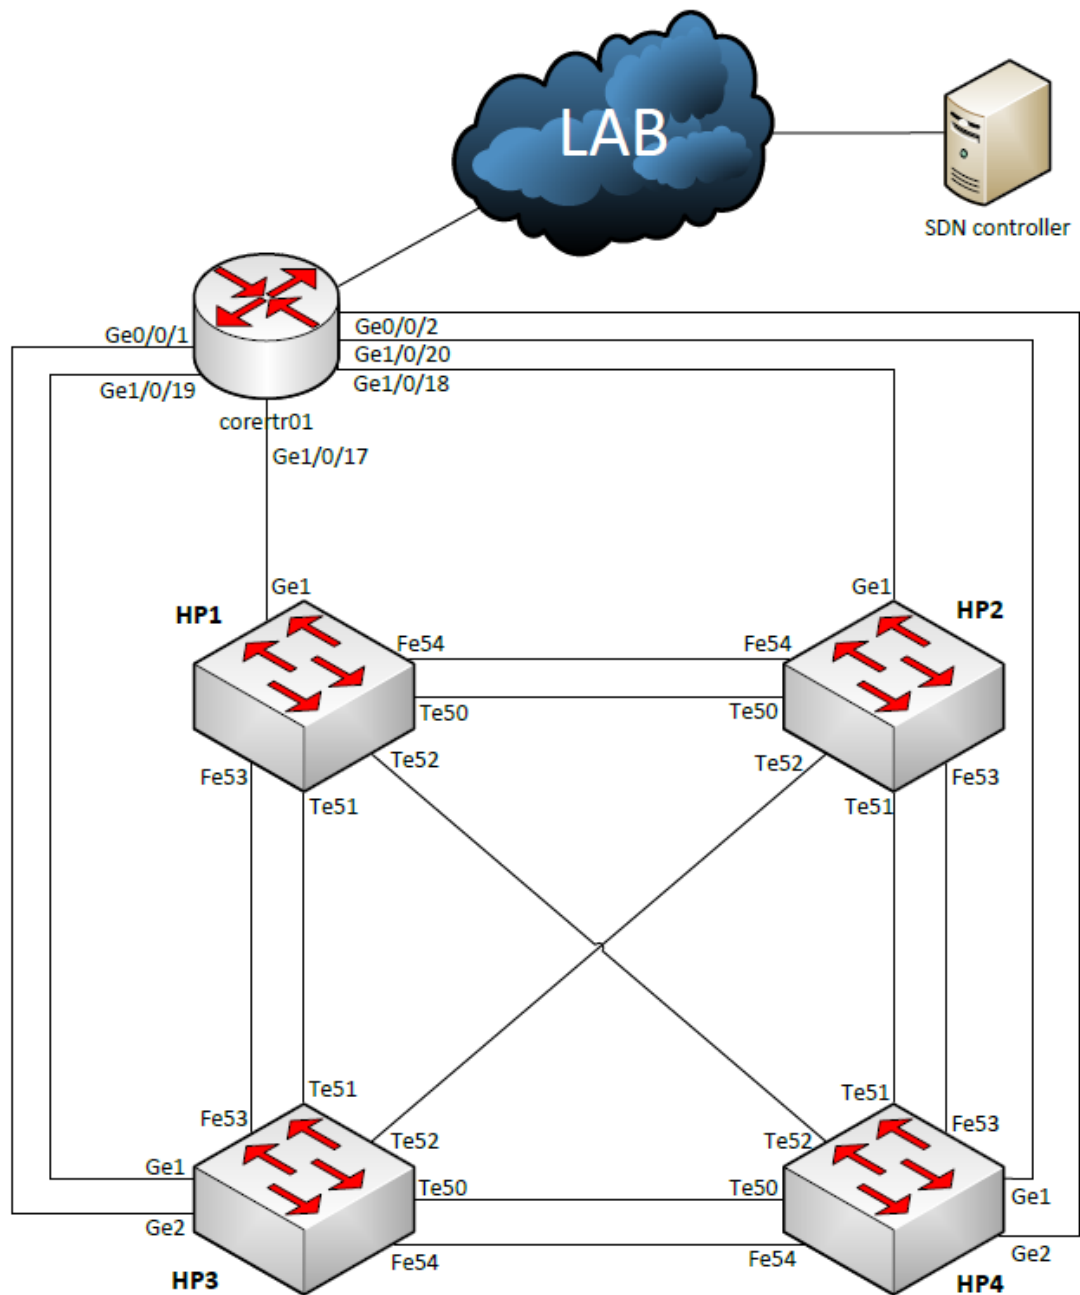 LAB
SDN controller
Ge0/0/1
Ge0/0/2
Ge1/0/20
Ge1/0/19
Ge1/0/18
corertr01
Ge1/0/17
Ge1
Ge1
HP1
HP2
Fe54
Fe54
Te50
Te50
Te52
Te52
Fe53
Fe53
Te51
Te51
Te51
Te51
Fe53
Fe53
Te52
Te52
Ge1
Te50
Te50
Ge1
Ge2
Ge2
Fe54
Fe54
HP3
HP4